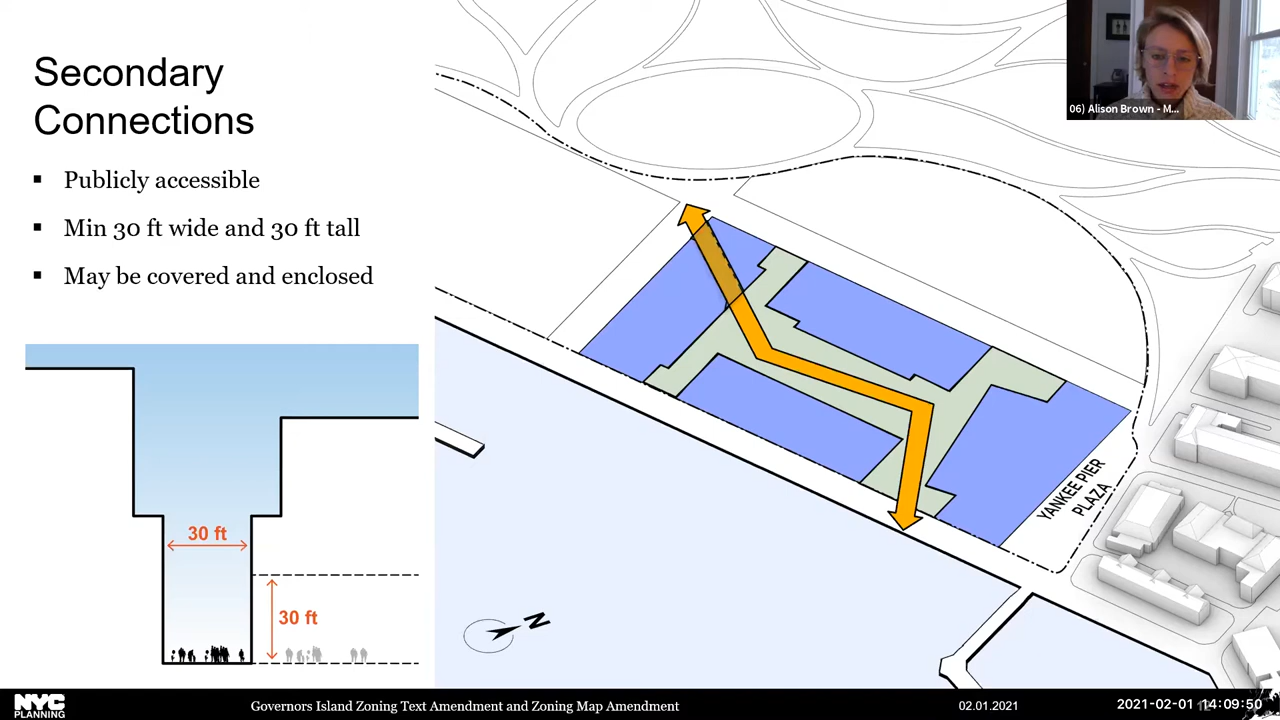 Secondary
Connections
▪ Publicly accessible
▪ Min 30 ft wide and 30 ft tall
▪ May be covered and enclosed
30 ft
30 ft
YANKEE PIER
PLAZA
N
06) Alison Brown - M...
NYC
PLANNING
Governors Island Zoning Text Amendment and Zoning Map Amendment
02.01.2021
2021-02-01 14:09:50